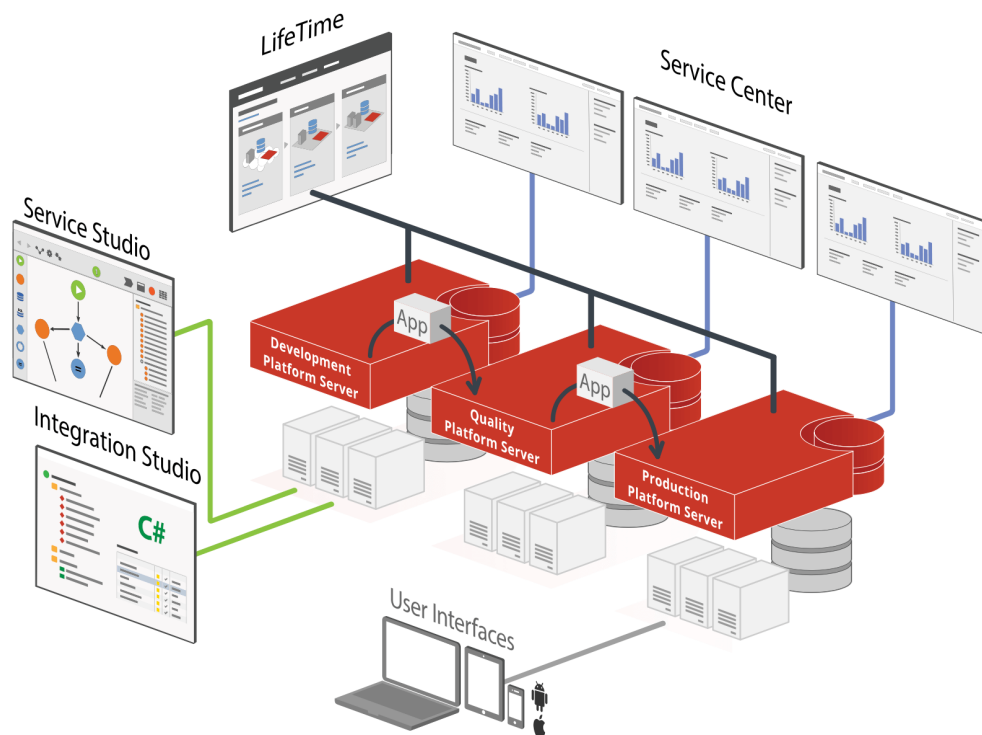 LifeTime
Service Center
Service Studio
Integration Studio
C#
App
Development
Platform Server
App
Quality
Platform Server
Production
Platform Server
User Interfaces